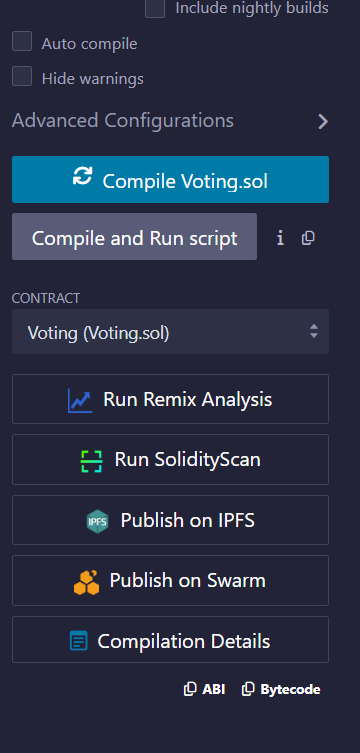 Include nightly builds
Auto compile
Hide warnings
Advanced Configurations
Compile Voting.sol
Compile and Run script
i
CONTRACT
Voting (Voting.sol)
Run Remix Analysis
Run SolidityScan
IPFS Publish on IPFS
Publish on Swarm
Compilation Details
ABI Bytecode